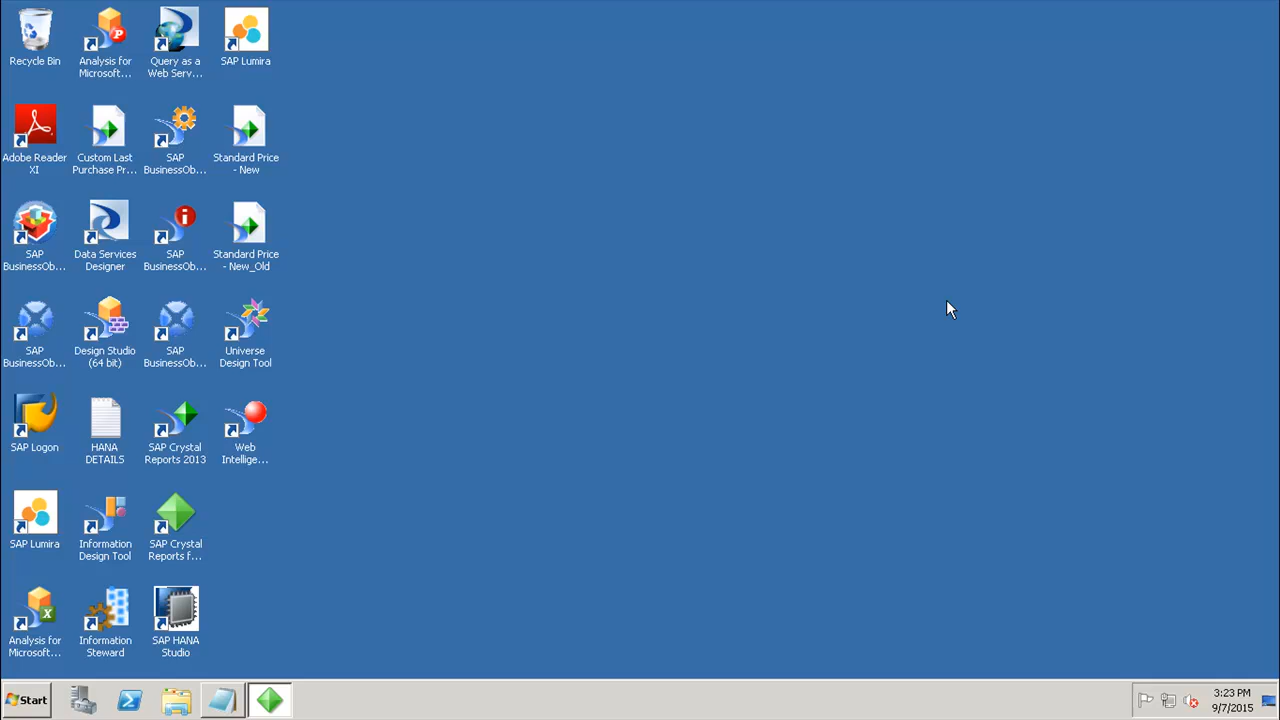 Recycle Bin
Analysis for
Microsoft...
Query as a
Web Serv...
SAP Lumira
Adobe Reader
XI
Custom Last
Purchase Pr...
SAP
BusinessOb...
Standard Price
- New
SAP
BusinessOb...
Data Services
Designer
SAP
BusinessOb...
Standard Price
- New_Old
SAP
BusinessOb...
Design Studio
(64 bit)
SAP
BusinessOb...
Universe
Design Tool
SAP Logon
HANA
DETAILS
SAP Crystal
Reports 2013
Web
Intellige...
SAP Lumira
Information
Design Tool
SAP Crystal
Reports f...
Analysis for
Microsoft...
Information
Steward
SAP HANA
Studio
Start
3:23 PM
9/7/2015